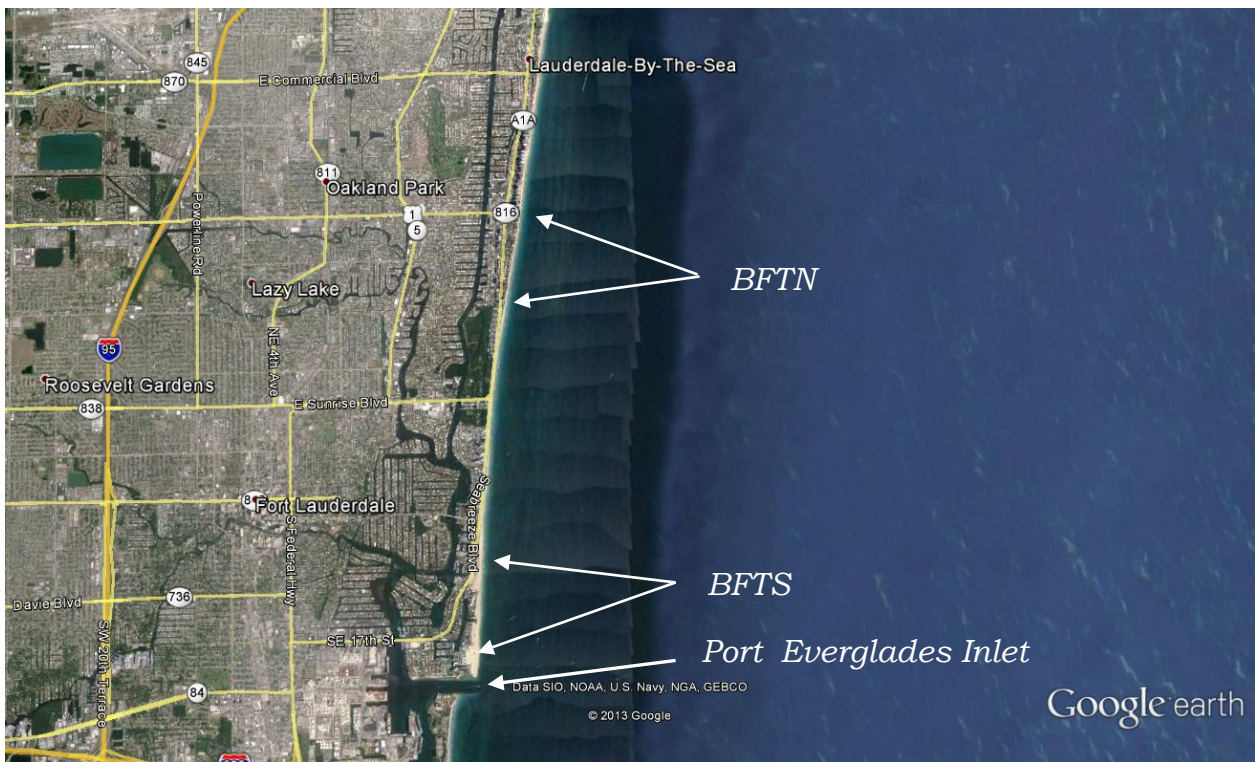 845
Lauderdale-By-The-Sea
870
E Commercial Blvd
A1A
811
Oakland Park
Powerline Rd
1
816
5
BFTN
Lazy Lake
NE 4th Ave
95
Roosevelt Gardens
838
E Sunrise Blvd
Seabreeze Blvd
Fort Lauderdale
S Federal Hwy
BFTS
736
Davie Blvd
SW 20th Terrace
SE 17th St
Port Everglades Inlet
84
Data SIO, NOAA, U.S. Navy, NGA, GEBCO
© 2013 Google
Google earth